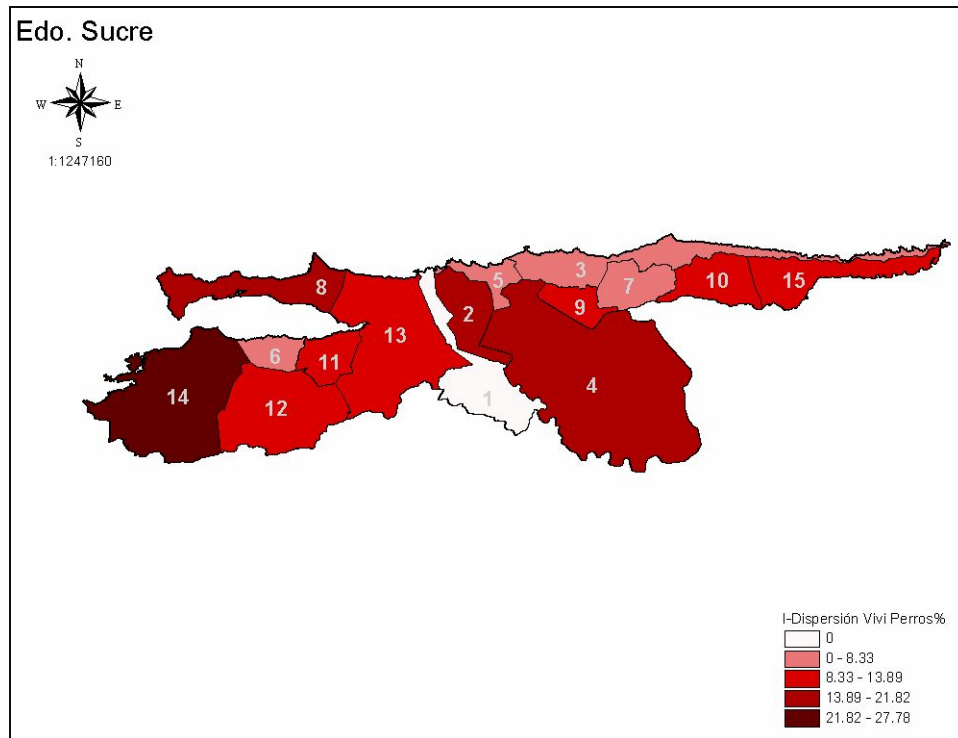 Edo. Sucre
N
W E
S
1:1247160
8
5
3
7
10
15
2
9
13
6
11
4
14
12
1
I-Dispersión Vivi Perros%
0
0 - 8.33
8.33 - 13.89
13.89 - 21.82
21.82 - 27.78